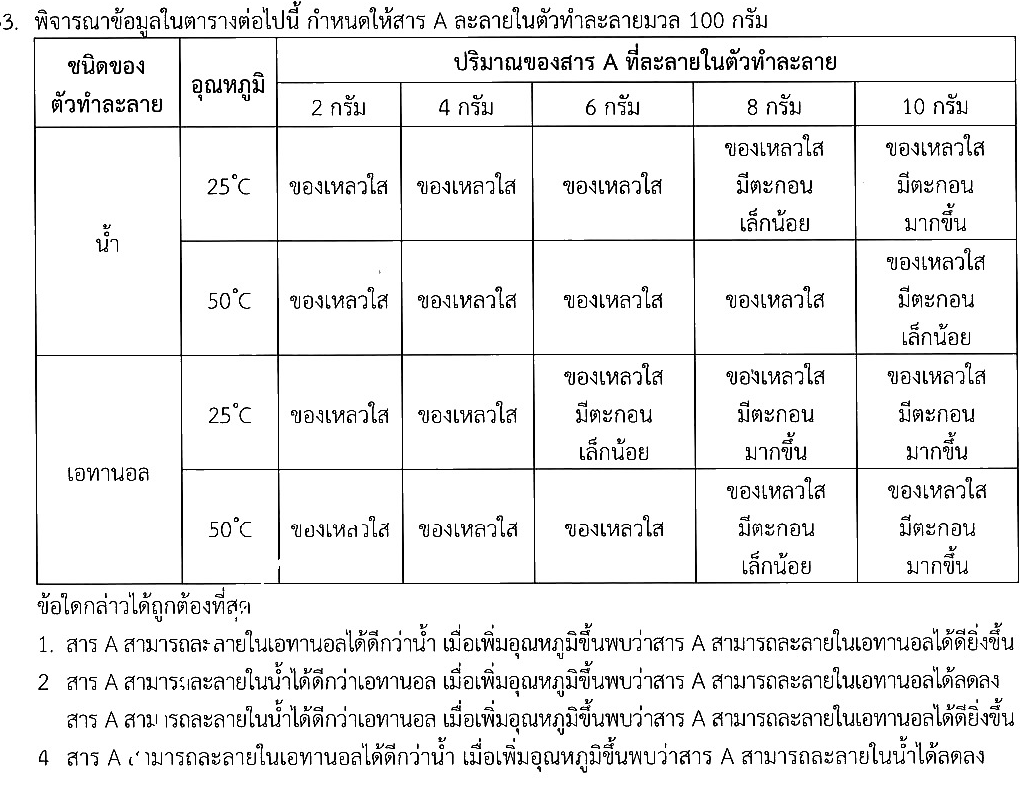 3. พิจารณาข้อมูลในตารางต่อไปนี้ กำหนดให้สาร A ละลายในตัวทำละลายมวล 100 กรัม
ชนิดของ
ตัวทำละลาย
อุณหภูมิ
ปริมาณของสาร A ที่ละลายในตัวทำละลาย
2 กรัม 4 กรัม 6 กรัม 8 กรัม 10 กรัม
น้ำ
25°C ของเหลวใส ของเหลวใส ของเหลวใส ของเหลวใส มีตะกอน เล็กน้อย ของเหลวใส มีตะกอน มากขึ้น
50°C ของเหลวใส ของเหลวใส ของเหลวใส ของเหลวใส ของเหลวใส มีตะกอน เล็กน้อย
เอทานอล
25°C ของเหลวใส ของเหลวใส ของเหลวใส มีตะกอน เล็กน้อย ของเหลวใส มีตะกอน มากขึ้น ของเหลวใส มีตะกอน มากขึ้น
50°C ของเหลวใส ของเหลวใส ของเหลวใส ของเหลวใส มีตะกอน เล็กน้อย ของเหลวใส มีตะกอน มากขึ้น
ข้อใดกล่าวได้ถูกต้องที่สุด
1. สาร A สามารถละลายในเอทานอลได้ดีกว่าน้ำ เมื่อเพิ่มอุณหภูมิขึ้นพบว่าสาร A สามารถละลายในเอทานอลได้ดียิ่งขึ้น
2 สาร A สามารถละลายในน้ำได้ดีกว่าเอทานอล เมื่อเพิ่มอุณหภูมิขึ้นพบว่าสาร A สามารถละลายในเอทานอลได้ลดลง
สาร A สามารถละลายในน้ำได้ดีกว่าเอทานอล เมื่อเพิ่มอุณหภูมิขึ้นพบว่าสาร A สามารถละลายในเอทานอลได้ดียิ่งขึ้น
4 สาร A สามารถละลายในเอทานอลได้ดีกว่าน้ำ เมื่อเพิ่มอุณหภูมิขึ้นพบว่าสาร A สามารถละลายในน้ำได้ลดลง